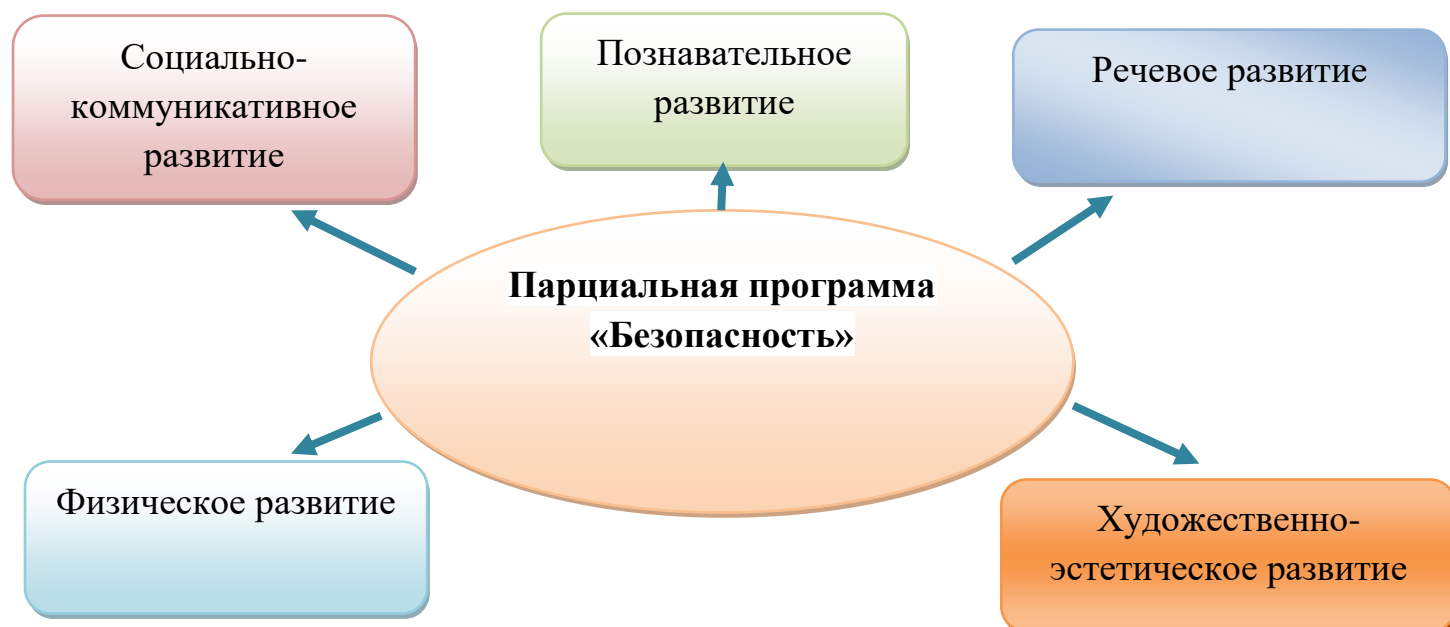 Социально-
коммуникативное
развитие
Познавательное
развитие
Речевое развитие
Парциальная программа
«Безопасность»
Физическое развитие
Художественно-
эстетическое развитие